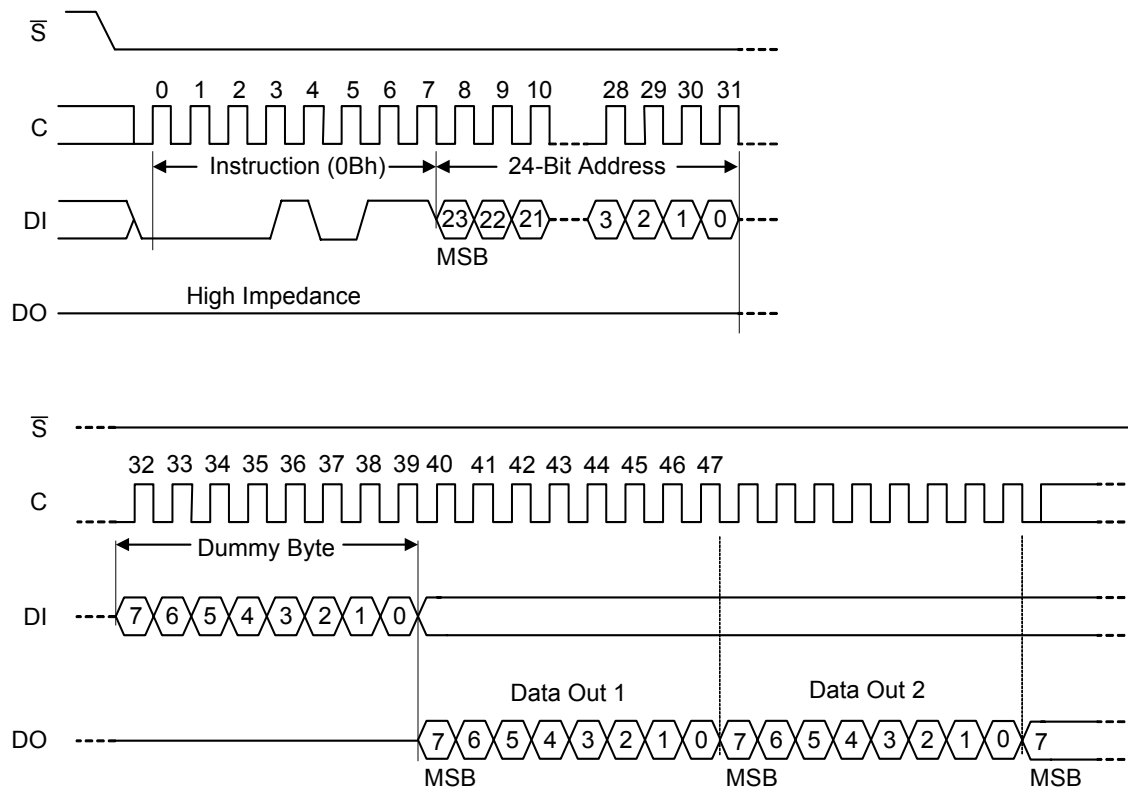 S
0 1 2 3 4 5 6 7 8 9 10 28 29 30 31
C
Instruction (0Bh) 24-Bit Address
DI 23 22 21 3 2 1 0
MSB
High Impedance
DO
S
32 33 34 35 36 37 38 39 40 41 42 43 44 45 46 47
C
Dummy Byte
DI 7 6 5 4 3 2 1 0
Data Out 1 Data Out 2
DO 7 6 5 4 3 2 1 0 7 6 5 4 3 2 1 0 7
MSB MSB MSB